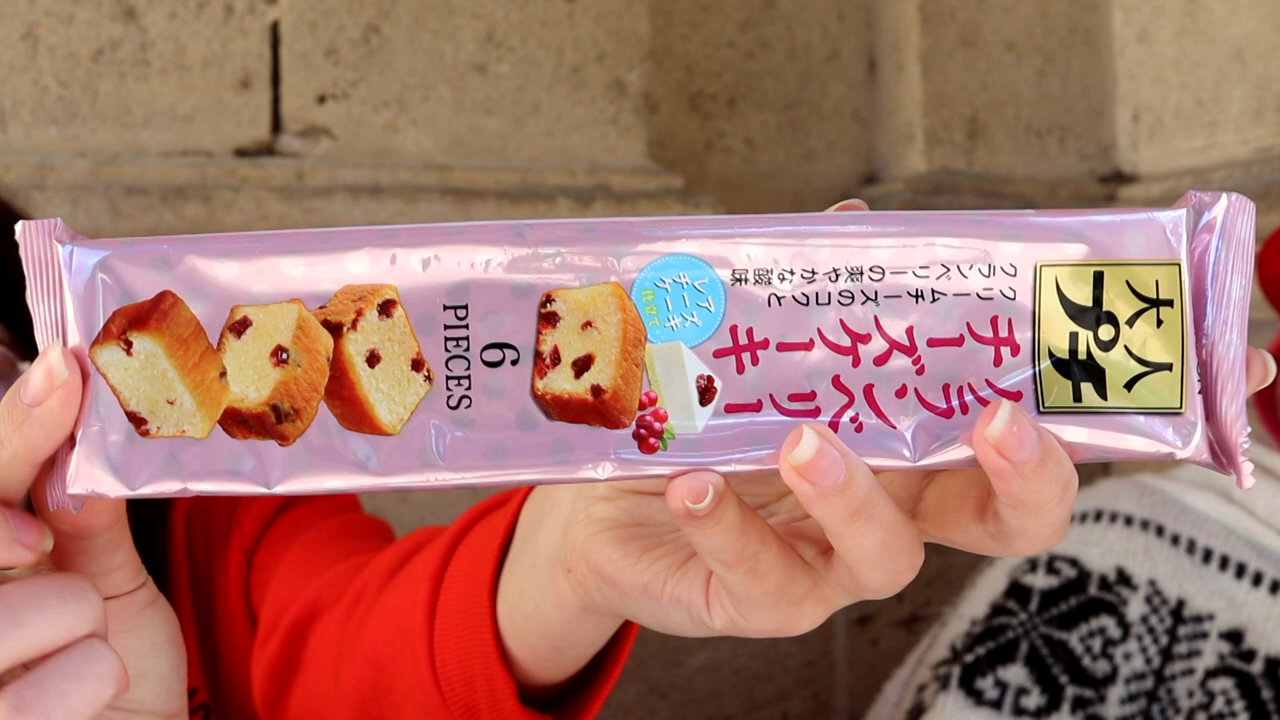 大人
プチ
クランベリー
チーズケーキ
クリームチーズのコクと
クランベリーの爽やかな酸味
レアチーズ
ケーキ
仕立て
6
PIECES